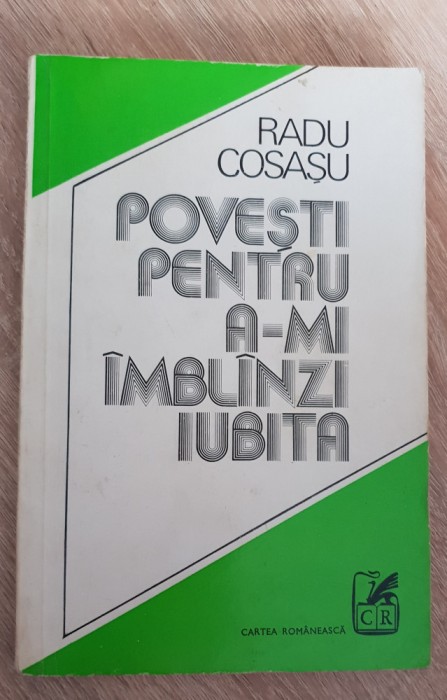 RADU
COSAȘU
POVEȘTI
PENTRU
A-MI
ÎMBLÎNZI
IUBITA
CR
CARTEA ROMÂNEASCĂ